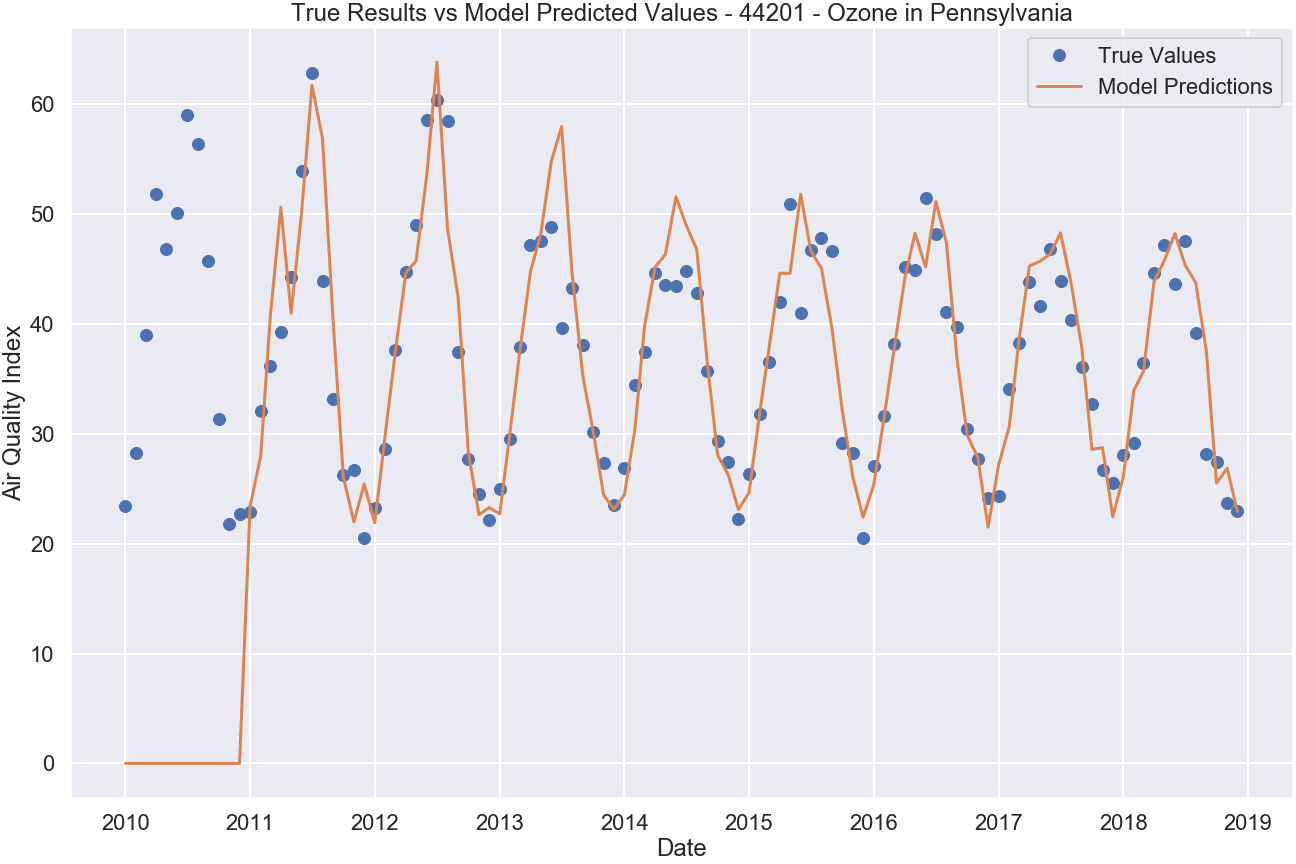 True Results vs Model Predicted Values - 44201 - Ozone in Pennsylvania
True Values
Model Predictions
Air Quality Index
60
50
40
30
20
10
0
2010 2011 2012 2013 2014 2015 2016 2017 2018 2019
Date